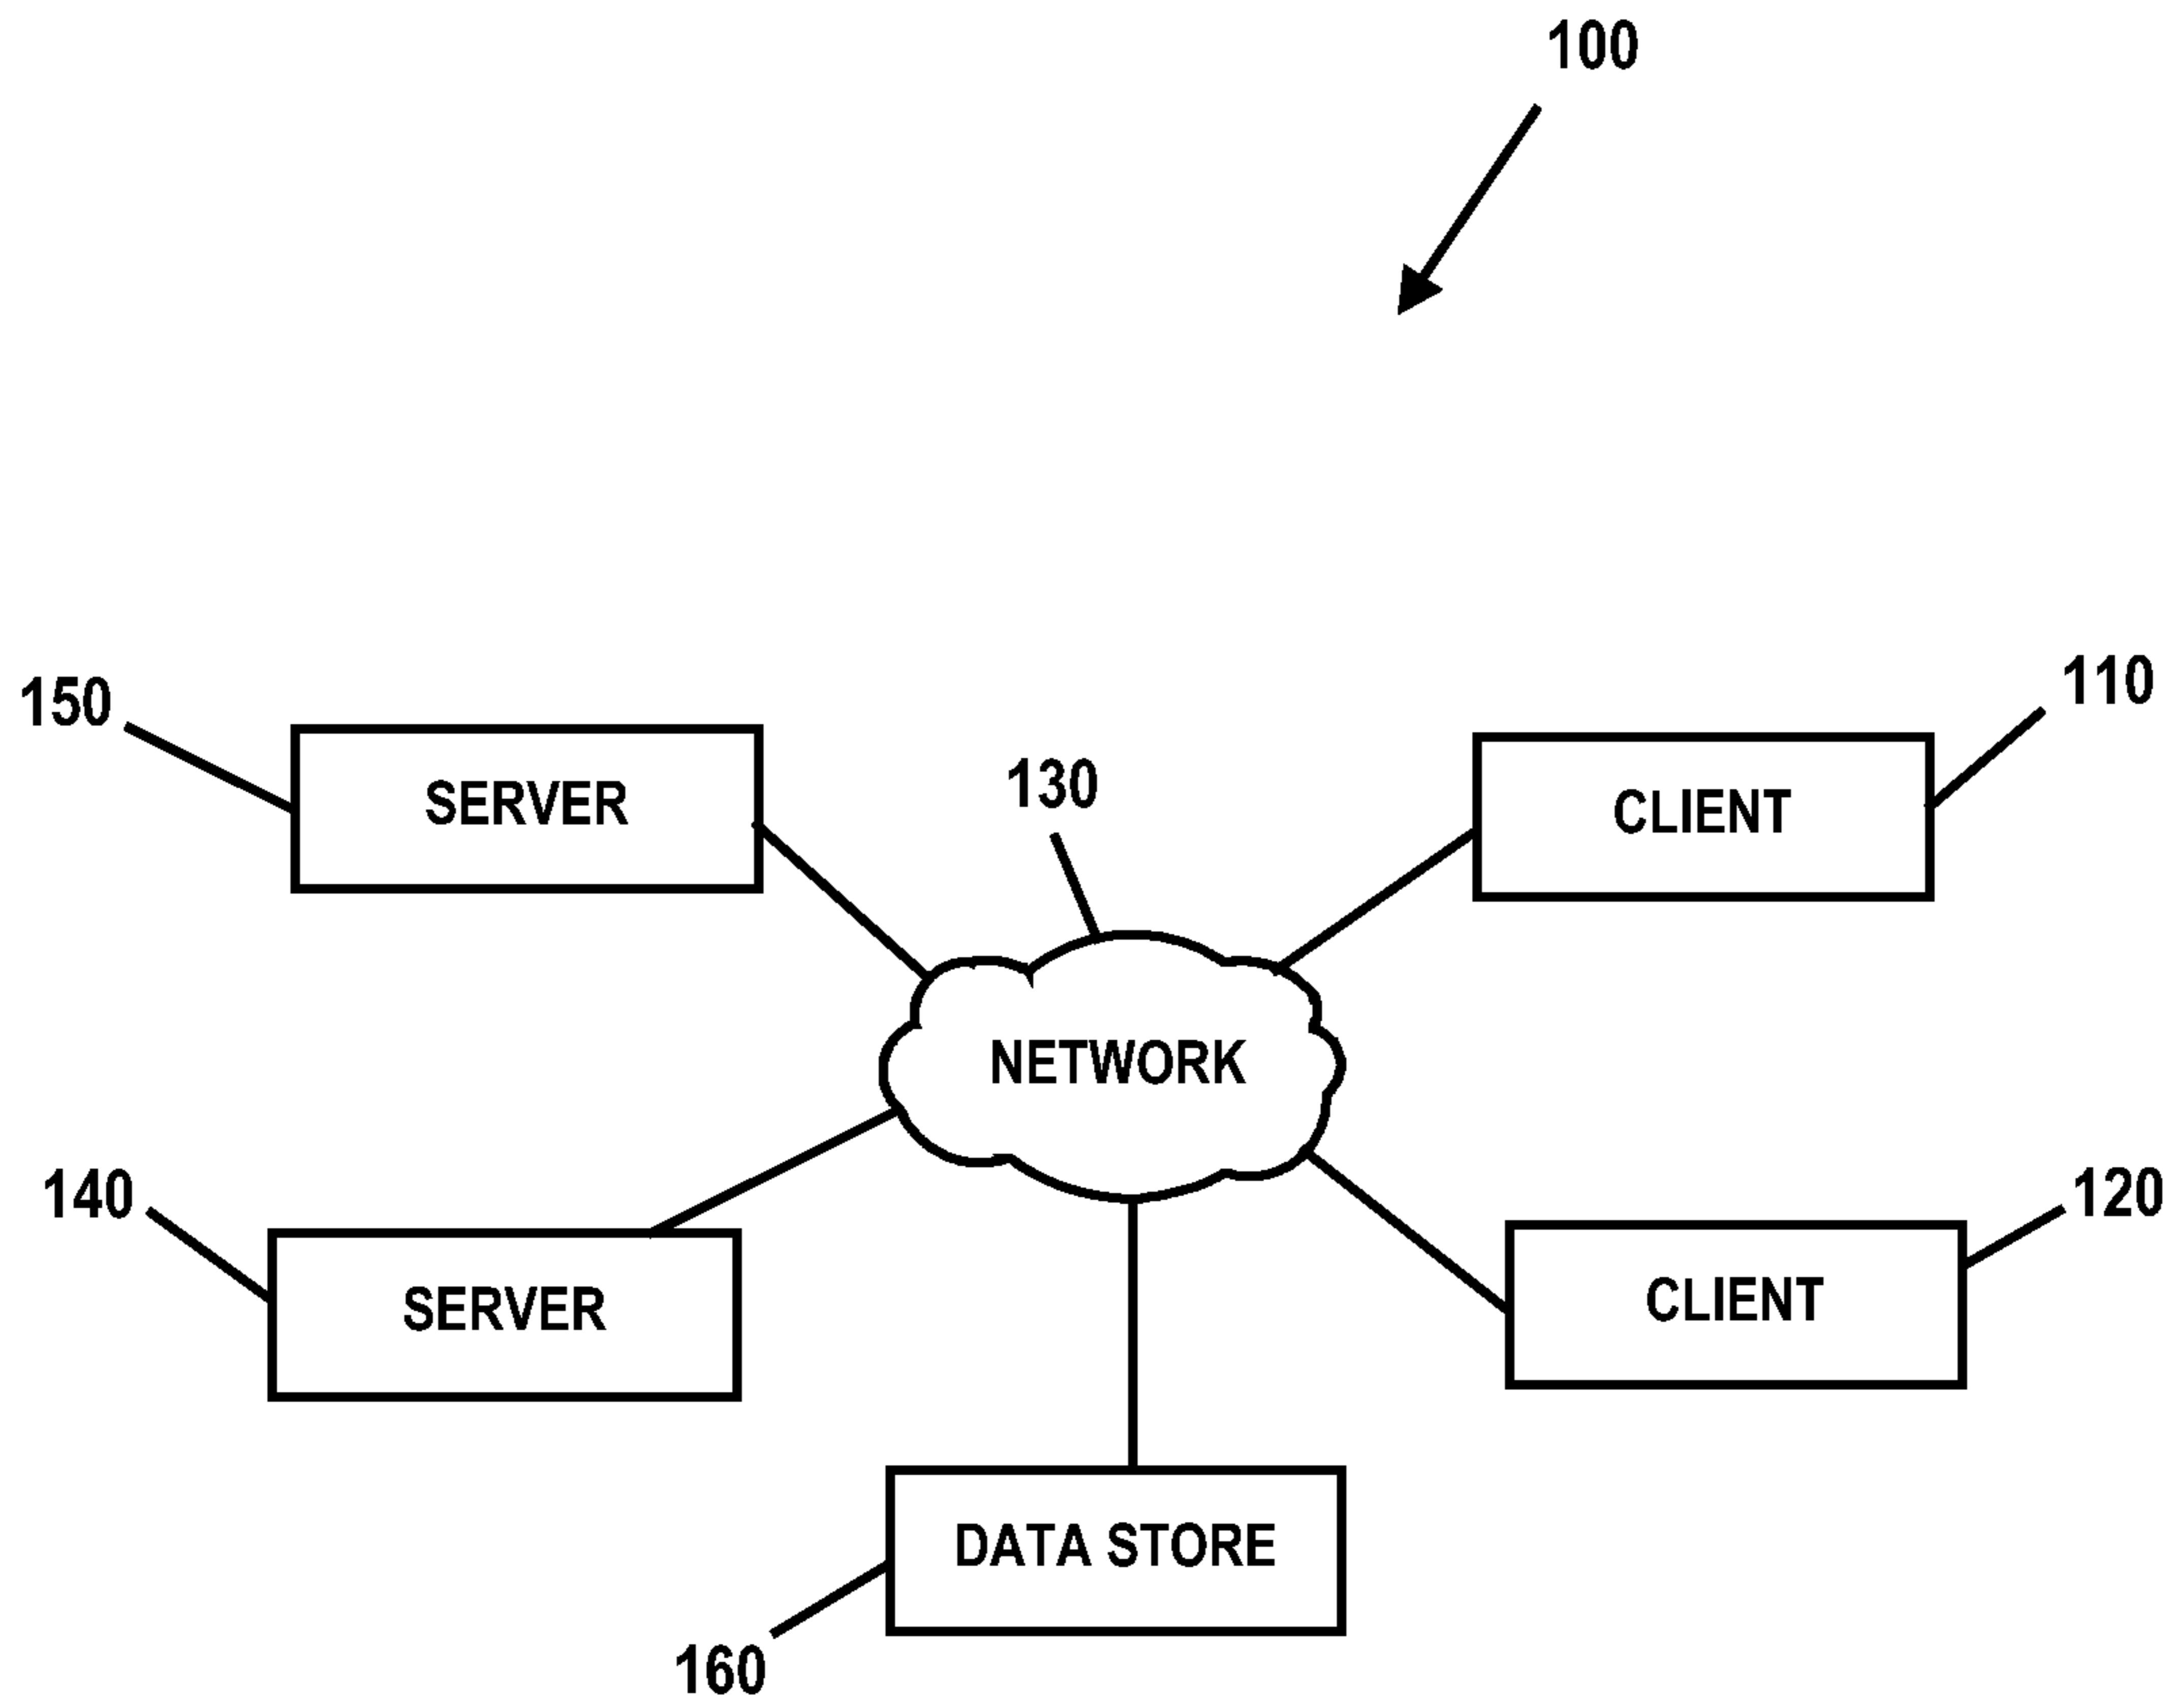 100
150
110
SERVER
130
CLIENT
NETWORK
140
120
SERVER
CLIENT
DATA STORE
160